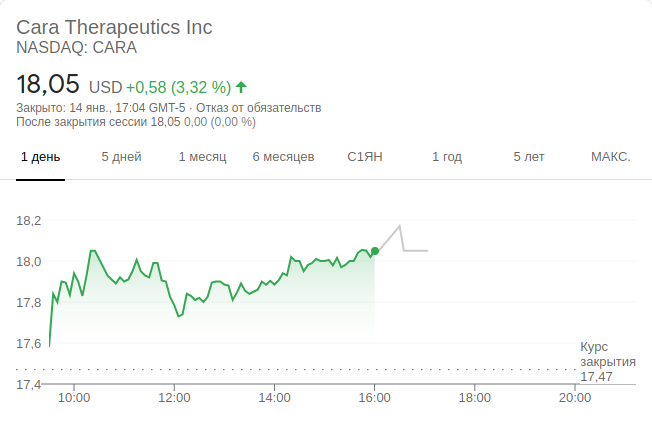 Cara Therapeutics Inc
NASDAQ: CARA
18,05 USD +0,58 (3,32 %)
Закрыто: 14 янв., 17:04 GMT-5 · Отказ от обязательств
После закрытия сессии 18,05 0,00 (0,00 %)
1 день 5 дней 1 месяц 6 месяцев С1ЯН 1 год 5 лет МАКС.
18,2
18,0
17,8
17,6
Курс
закрытия
17,47
17,4
10:00 12:00 14:00 16:00 18:00 20:00